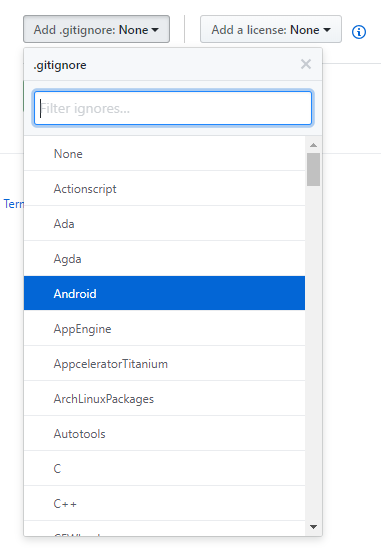 Add .gitignore: None
Add a license: None
.gitignore
Filter ignores...
None
Actionscript
Ada
Agda
Android
AppEngine
AppceleratorTitanium
ArchLinuxPackages
Autotools
C
C++